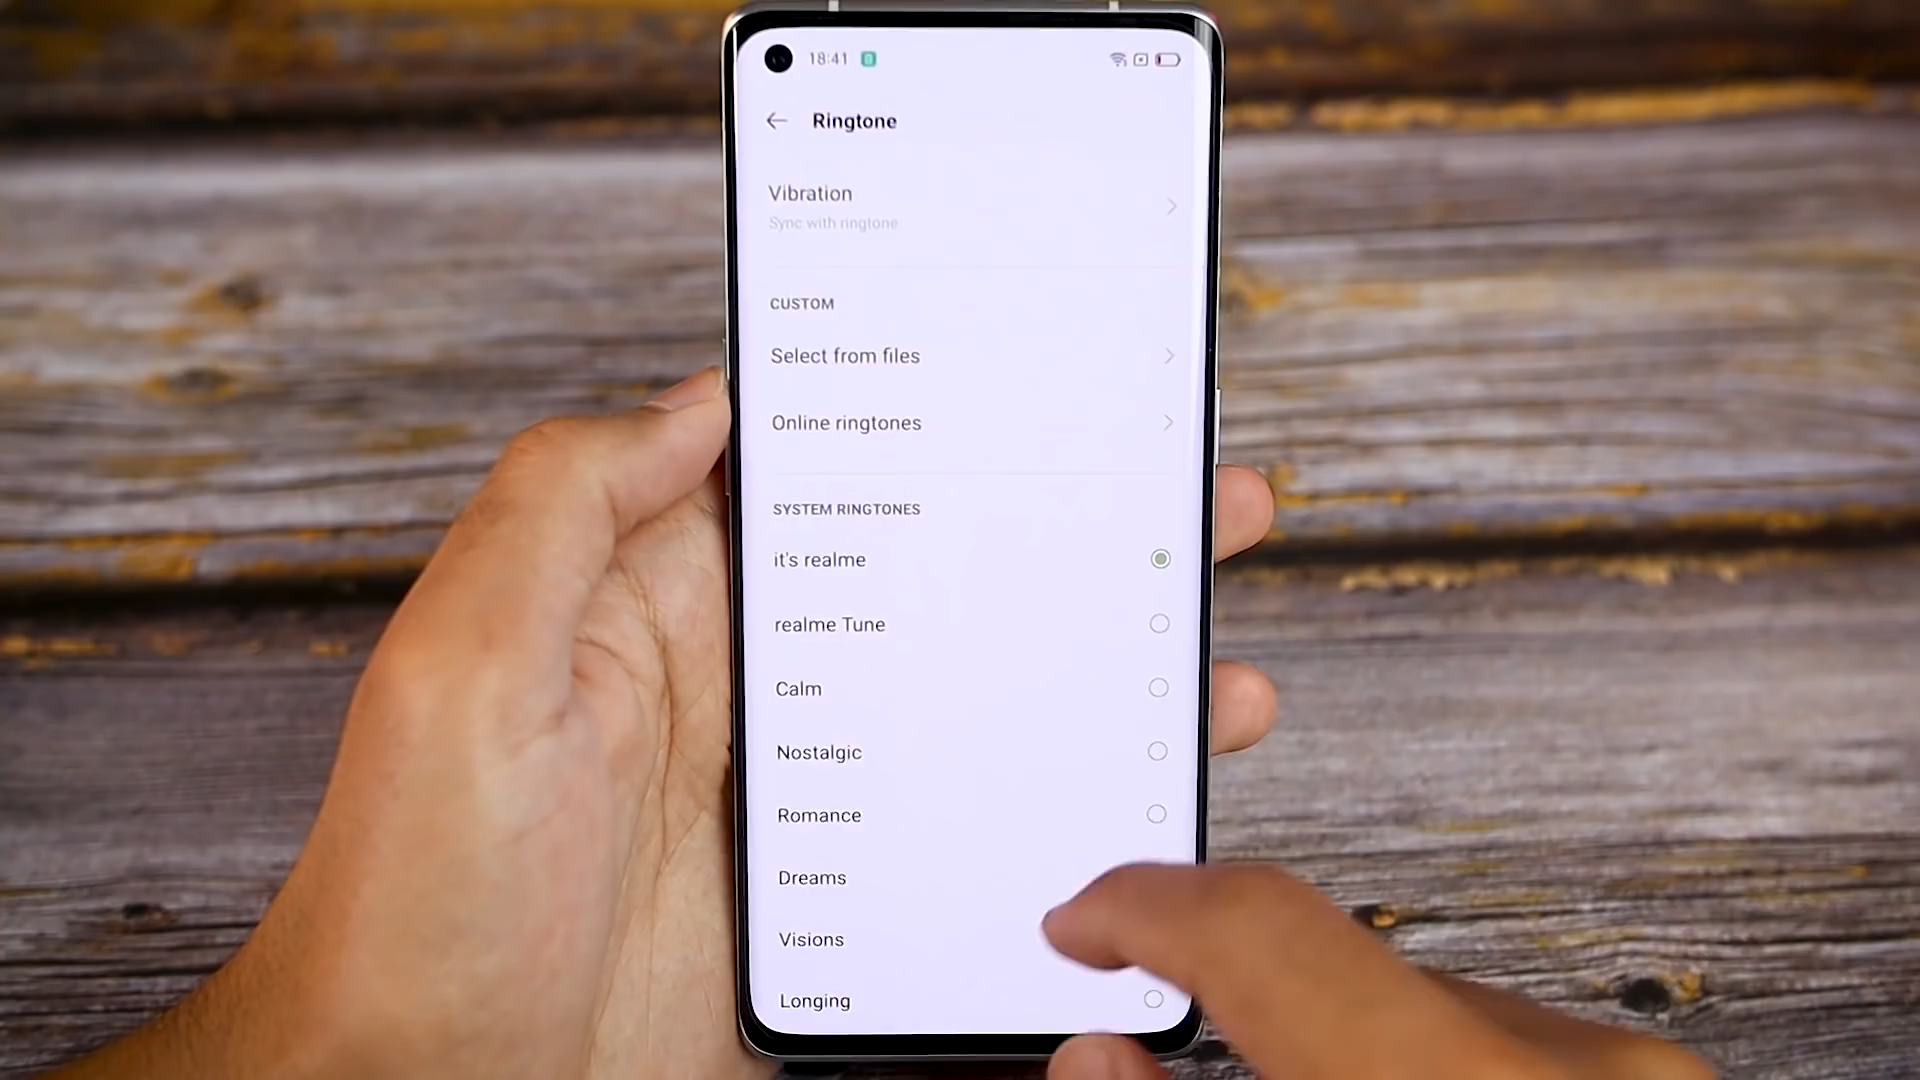 18:41
Ringtone
Vibration
Sync with ringtone
CUSTOM
Select from files
Online ringtones
SYSTEM RINGTONES
it's realme
realme Tune
Calm
Nostalgic
Romance
Dreams
Visions
Longing